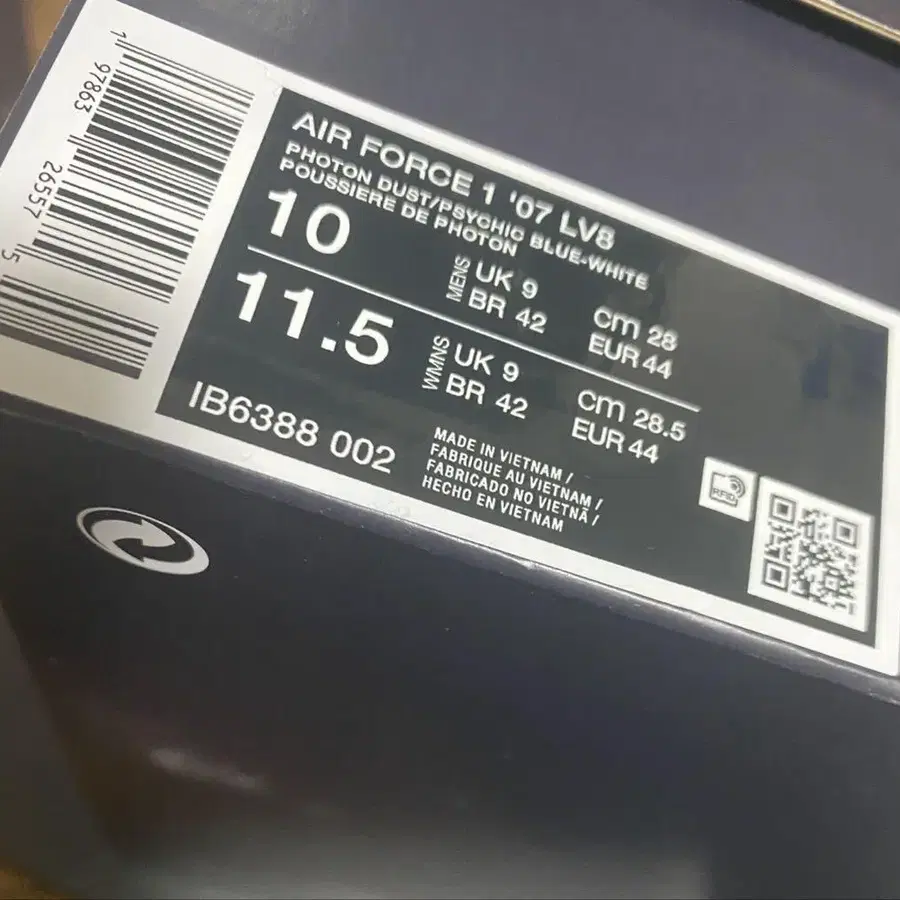 AIR FORCE 1 '07 LV8
PHOTON DUST/PSYCHIC BLUE-WHITE
POUSSIERE DE PHOTON
10
MENS
UK 9
BR 42
cm 28
EUR 44
11.5
WMNS
UK 9
BR 42
cm 28.5
EUR 44
IB6388 002
MADE IN VIETNAM /
FABRIQUE AU VIETNAM /
FABRICADO NO VIETNÃ /
HECHO EN VIETNAM
RFID
1 97863 26557 5